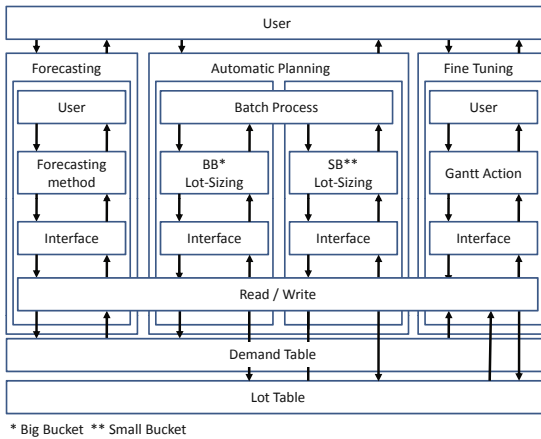 User
Forecasting
Automatic Planning
Fine Tuning
User
Batch Process
User
Forecasting
method
BB*
Lot-Sizing
SB**
Lot-Sizing
Gantt Action
Interface
Interface
Interface
Interface
Read / Write
Demand Table
Lot Table
* Big Bucket ** Small Bucket